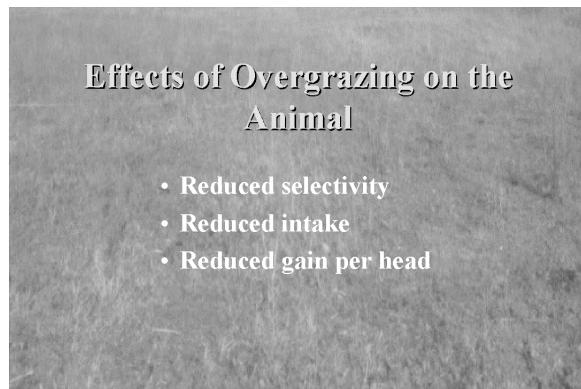 Effects of Overgrazing on the
Animal
• Reduced selectivity
• Reduced intake
• Reduced gain per head